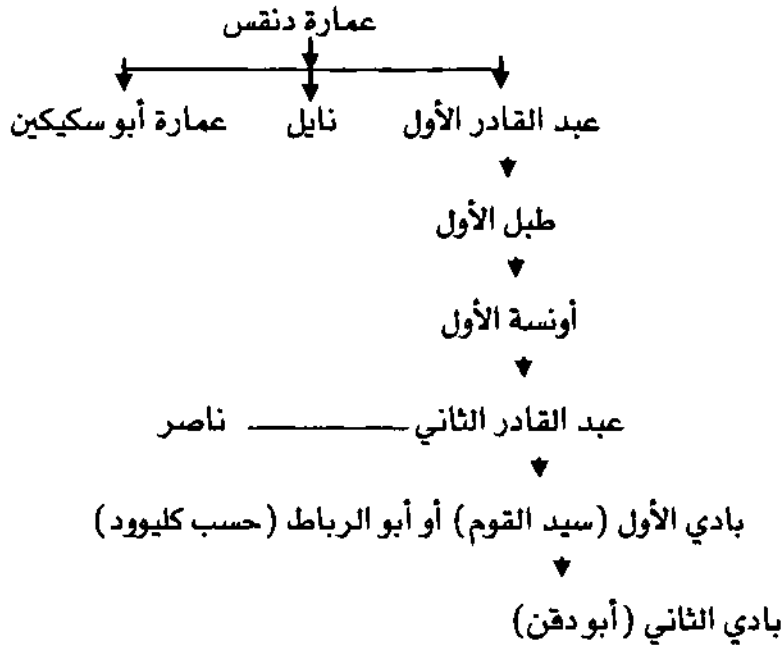 عمارة دنقس
عبد القادر الأول نايل عمارة أبو سكيكين
طبل الأول
أونسة الأول
عبد القادر الثاني ناصر
بادي الأول (سيد القوم) أو أبو الرباط (حسب كليوود)
بادي الثاني (أبو دقن)